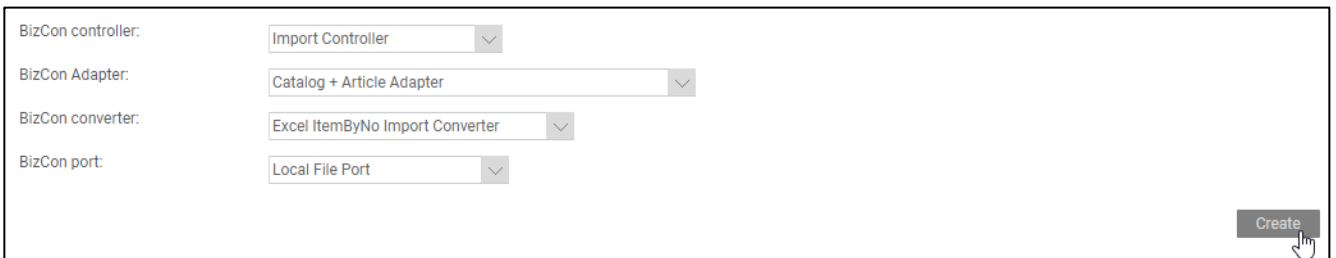 BizCon controller: Import Controller
BizCon Adapter: Catalog + Article Adapter
BizCon converter: Excel ItemByNo Import Converter
BizCon port: Local File Port
Create